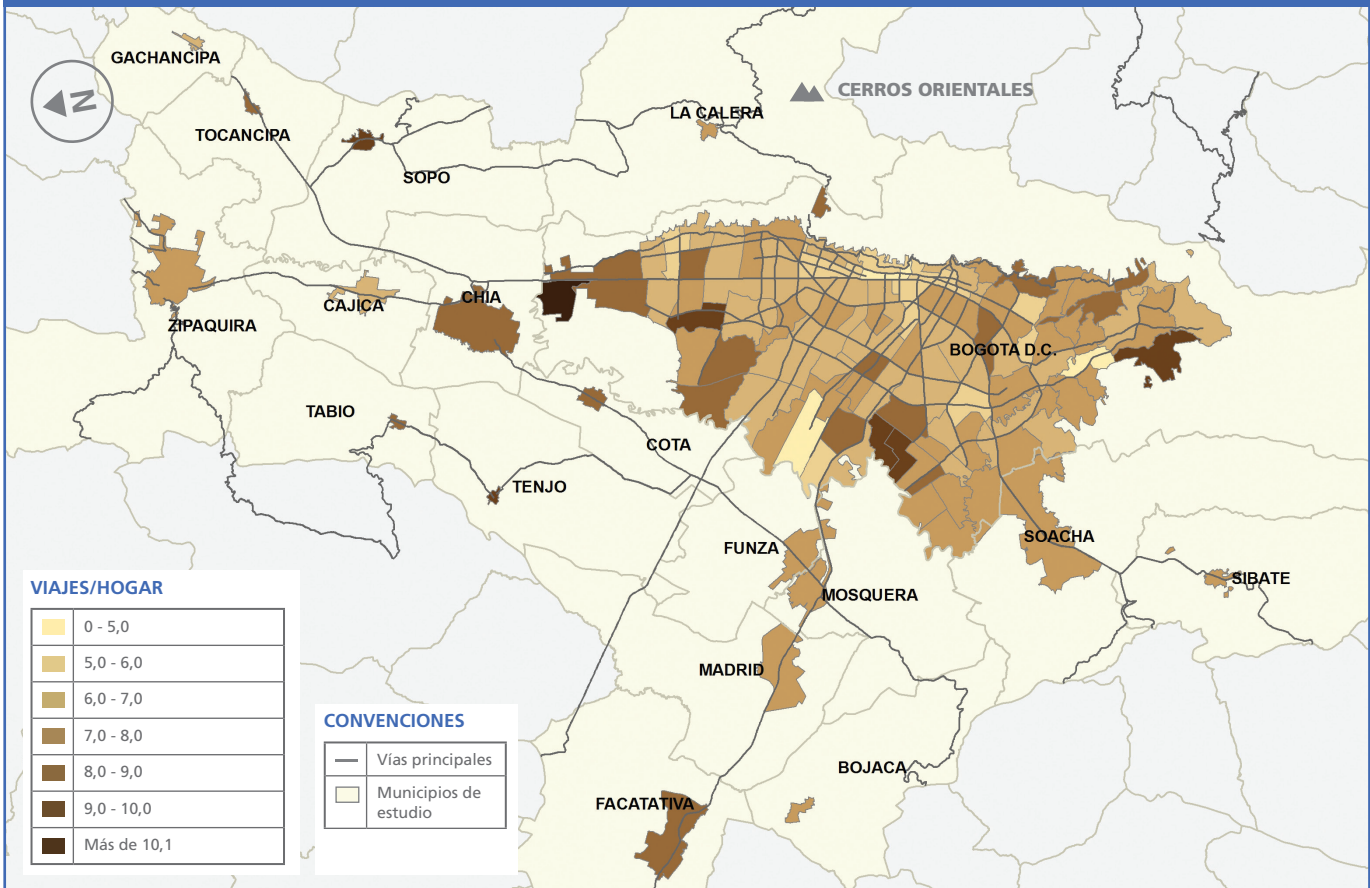 GACHANCIPA
N
TOCANCIPA
SOPO
LA CALERA
CERROS ORIENTALES
ZIPAQUIRA
CAJICA
CHIA
BOGOTA D.C.
TABIO
COTA
TENJO
FUNZA
MOSQUERA
SOACHA
SIBATE
MADRID
BOJACA
FACATATIVA
VIAJES/HOGAR
0 - 5,0
5,0 - 6,0
6,0 - 7,0
7,0 - 8,0
8,0 - 9,0
9,0 - 10,0
Más de 10,1
CONVENCIONES
Vías principales
Municipios de
estudio